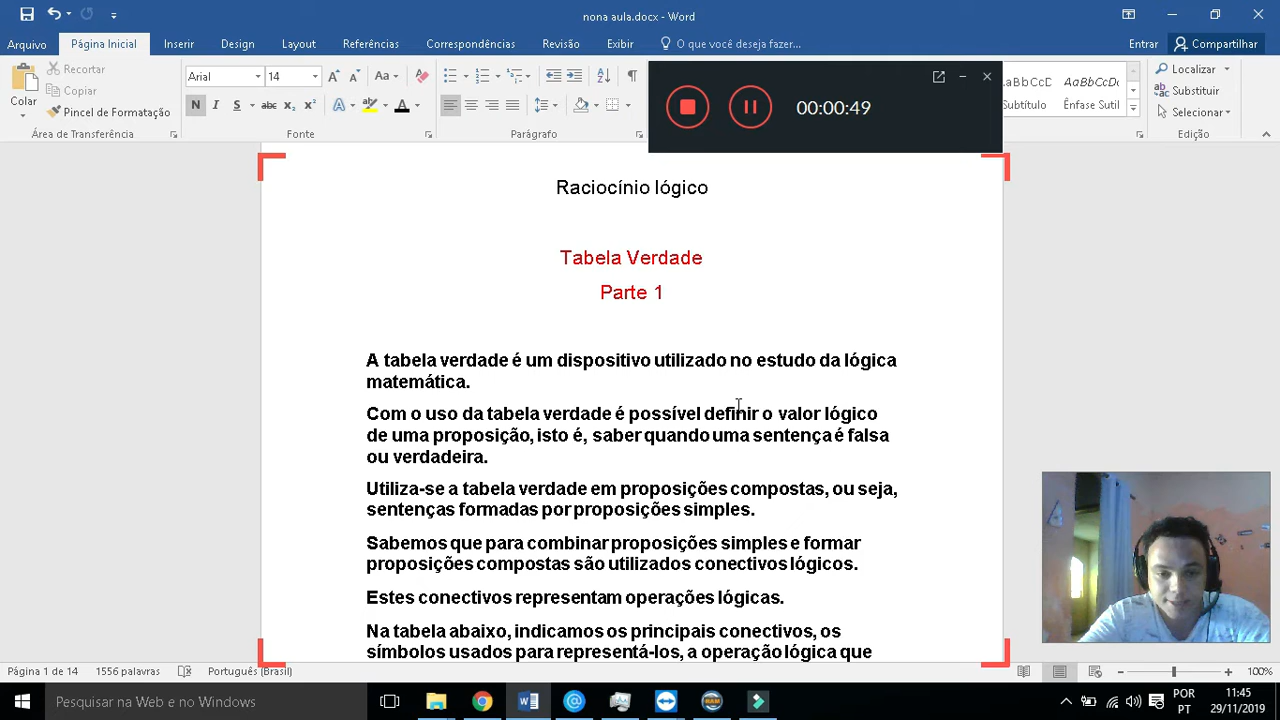 nona aula.docx - Word
Arquivo Página Inicial Inserir Design Layout Referências Correspondências Revisão Exibir O que você deseja fazer... Entrar Compartilhar
Colar
Recortar
Copiar
Pincel de Formatação
Área de Transferência
Arial 14
Aa
N I S abc x₂ x²
Fonte
Parágrafo
00:00:49
AaBbCcD AaBbCcD
Subtítulo Ênfase Sutil
Localizar
Substituir
Selecionar
Edição
Raciocínio lógico
Tabela Verdade
Parte 1
A tabela verdade é um dispositivo utilizado no estudo da lógica
matemática.
Com o uso da tabela verdade é possível definir o valor lógico
de uma proposição, isto é, saber quando uma sentença é falsa
ou verdadeira.
Utiliza-se a tabela verdade em proposições compostas, ou seja,
sentenças formadas por proposições simples.
Sabemos que para combinar proposições simples e formar
proposições compostas são utilizados conectivos lógicos.
Estes conectivos representam operações lógicas.
Na tabela abaixo, indicamos os principais conectivos, os
símbolos usados para representá-los, a operação lógica que
Página 1 de 14 1556 palavras Português (Brasil) 100%
Pesquisar na Web e no Windows
POR 11:45
PT 29/11/2019